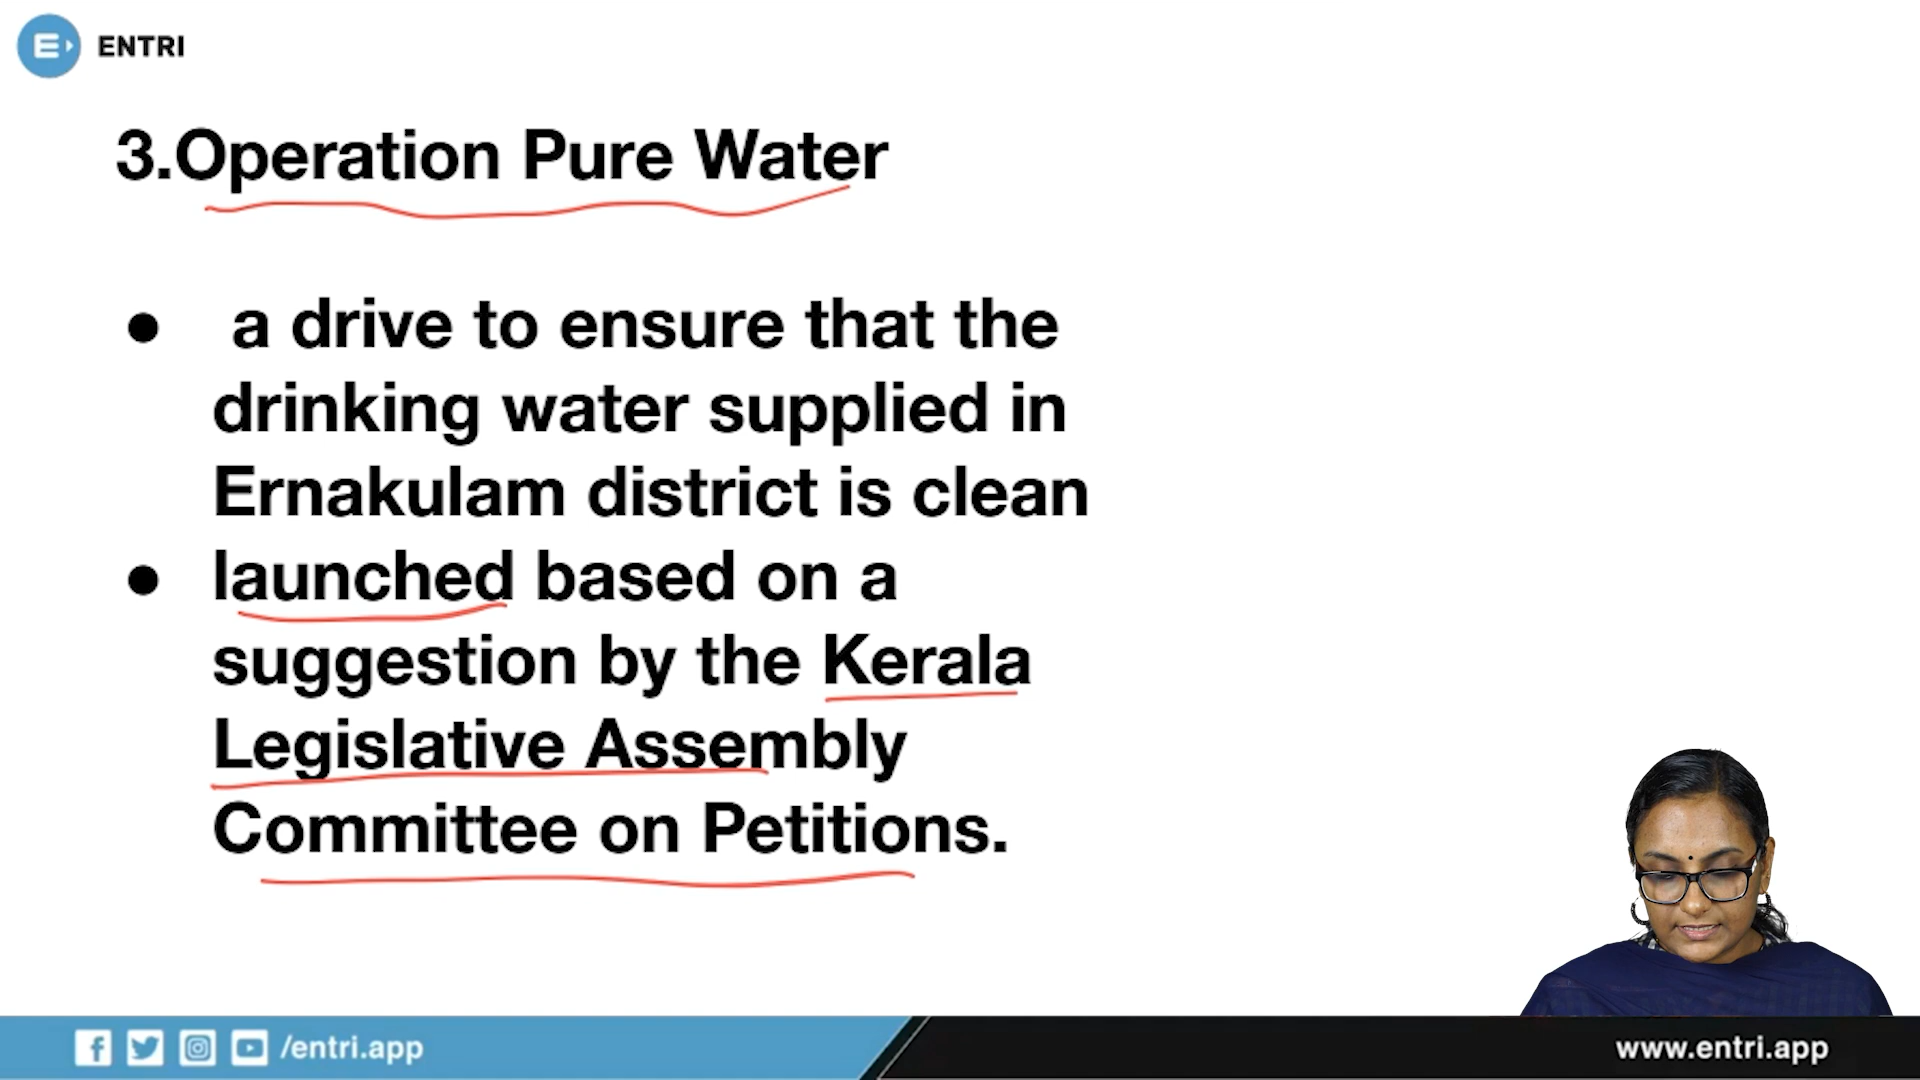 ENTRI
3.Operation Pure Water
● a drive to ensure that the
drinking water supplied in
Ernakulam district is clean
● launched based on a
suggestion by the Kerala
Legislative Assembly
Committee on Petitions.
/entri.app
www.entri.app